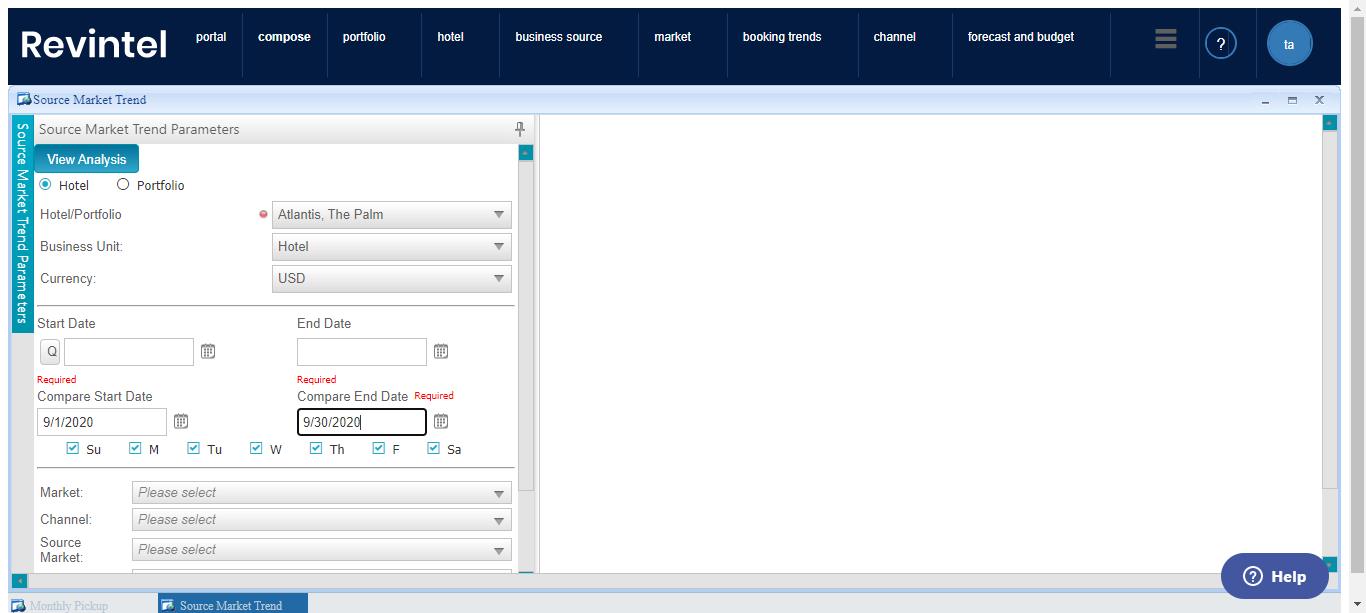 Revintel
portal
compose
portfolio
hotel
business source
market
booking trends
channel
forecast and budget
?
ta
Source Market Trend
Source Market Trend Parameters
Source Market Trend Parameters
View Analysis
Hotel Portfolio
Hotel/Portfolio Atlantis, The Palm
Business Unit: Hotel
Currency: USD
Start Date End Date
Q
Required Required
Compare Start Date Compare End Date Required
9/1/2020 9/30/2020
Su M Tu W Th F Sa
Market: Please select
Channel: Please select
Source
Market: Please select
? Help
Monthly Pickup Source Market Trend